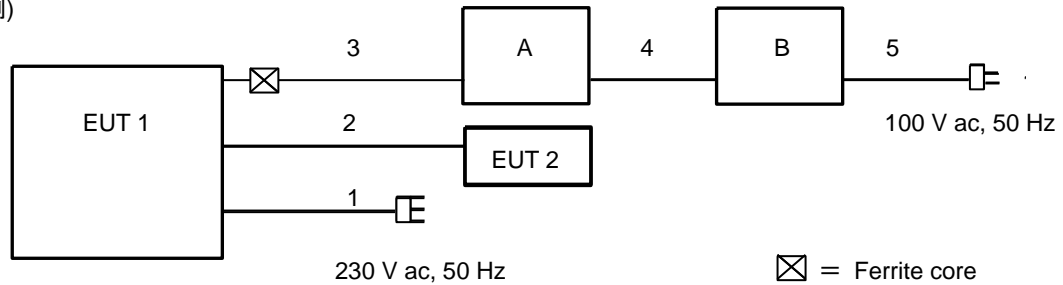 例)
3
A
4
B
5
EUT 1
2
EUT 2
100 V ac, 50 Hz
1
230 V ac, 50 Hz
= Ferrite core